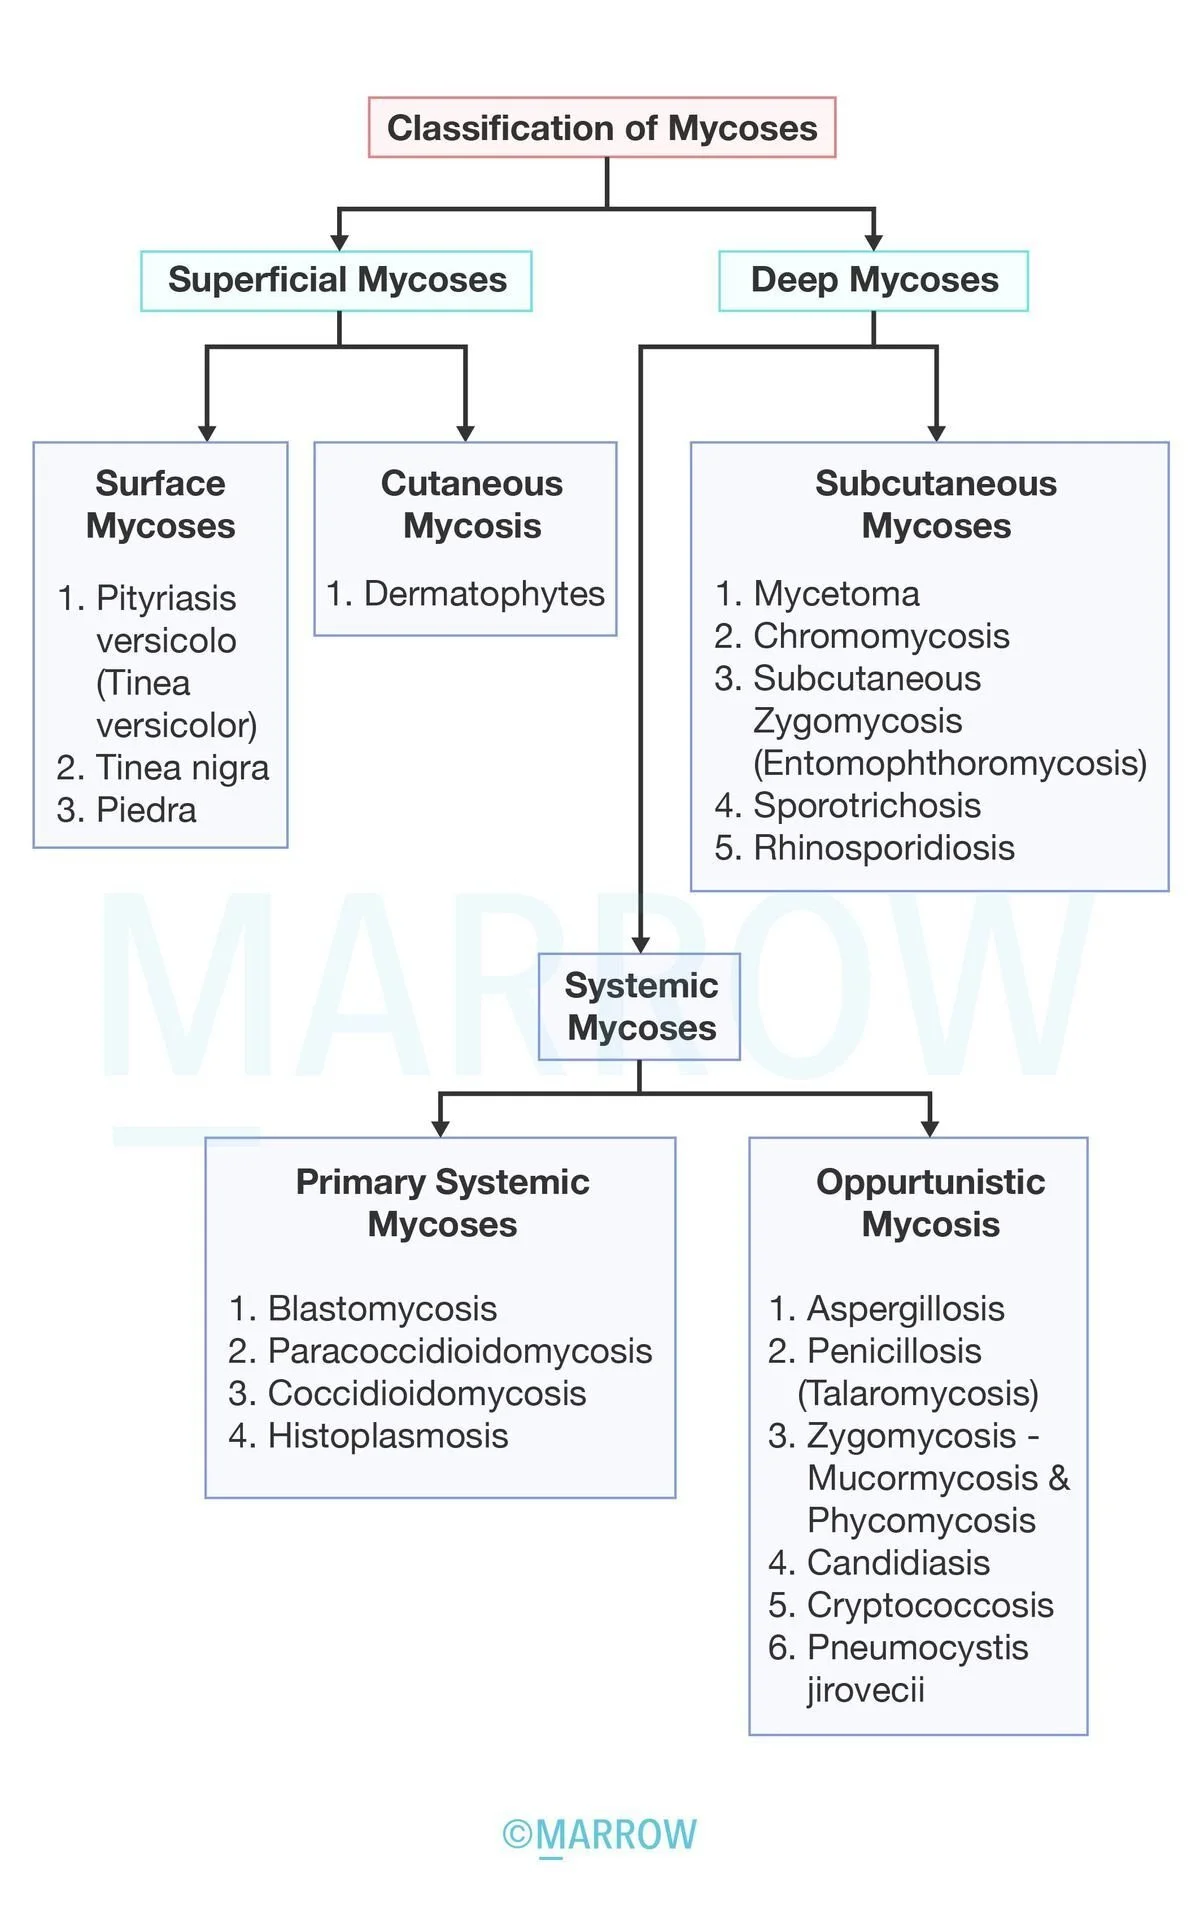 Classification of Mycoses
Superficial Mycoses
Deep Mycoses
Surface
Mycoses
1. Pityriasis
versicolo
(Tinea
versicolor)
2. Tinea nigra
3. Piedra
Cutaneous
Mycosis
1. Dermatophytes
Subcutaneous
Mycoses
1. Mycetoma
2. Chromomycosis
3. Subcutaneous
Zygomycosis
(Entomophthoromycosis)
4. Sporotrichosis
5. Rhinosporidiosis
MARROW
Systemic
Mycoses
Primary Systemic
Mycoses
1. Blastomycosis
2. Paracoccidioidomycosis
3. Coccidioidomycosis
4. Histoplasmosis
Oppurtunistic
Mycosis
1. Aspergillosis
2. Penicillosis
(Talaromycosis)
3. Zygomycosis -
Mucormycosis &
Phycomycosis
4. Candidiasis
5. Cryptococcosis
6. Pneumocystis
jirovecii
©MARROW